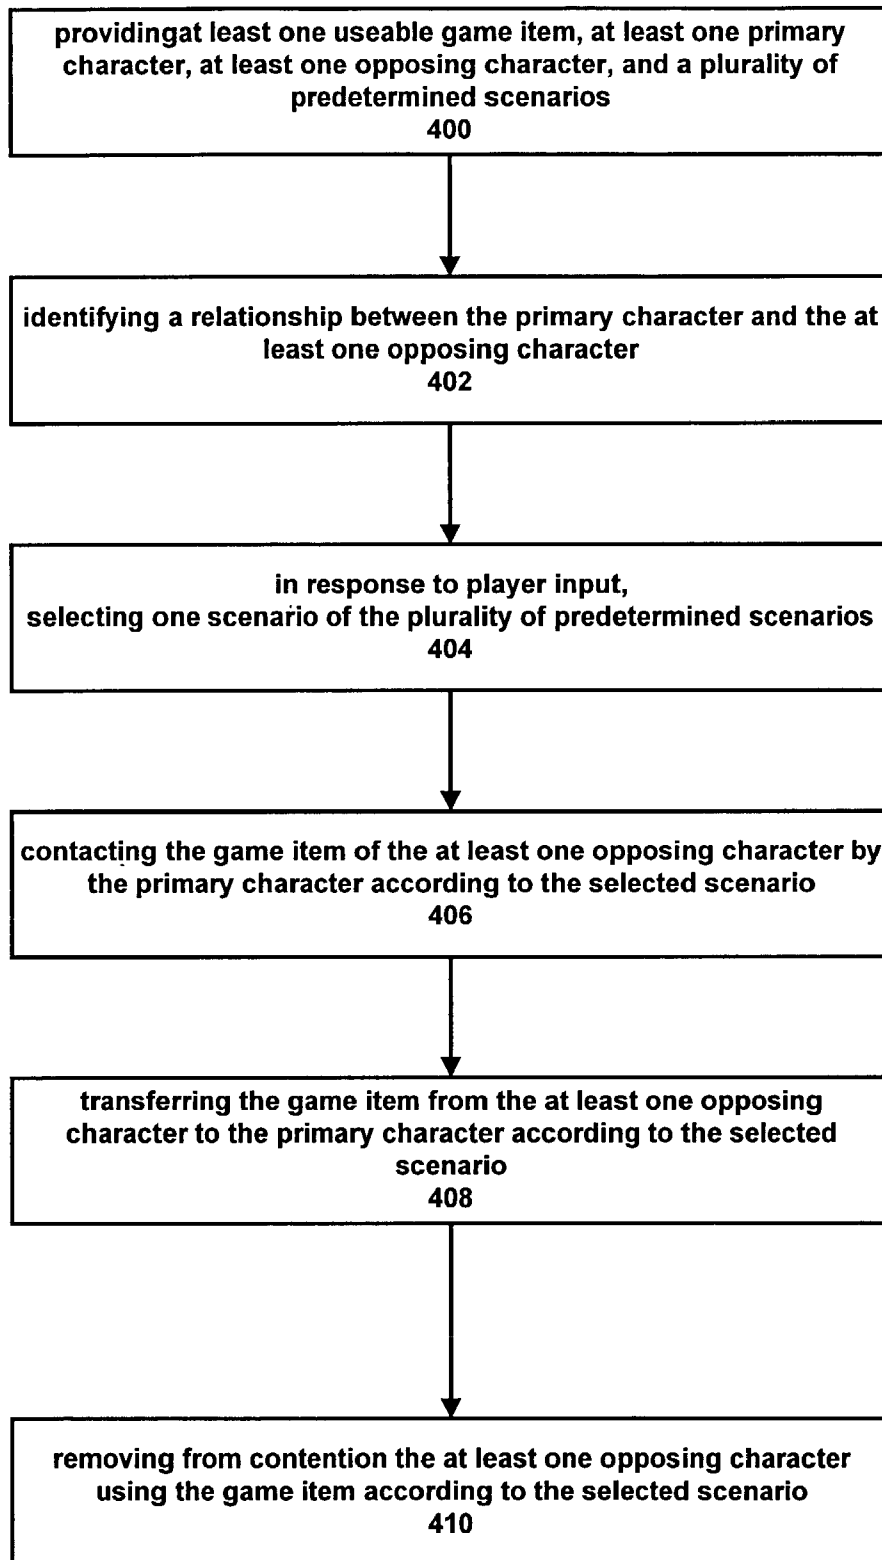 providingat least one useable game item, at least one primary
character, at least one opposing character, and a plurality of
predetermined scenarios
400
identifying a relationship between the primary character and the at
least one opposing character
402
in response to player input,
selecting one scenario of the plurality of predetermined scenarios
404
contacting the game item of the at least one opposing character by
the primary character according to the selected scenario
406
transferring the game item from the at least one opposing
character to the primary character according to the selected
scenario
408
removing from contention the at least one opposing character
using the game item according to the selected scenario
410